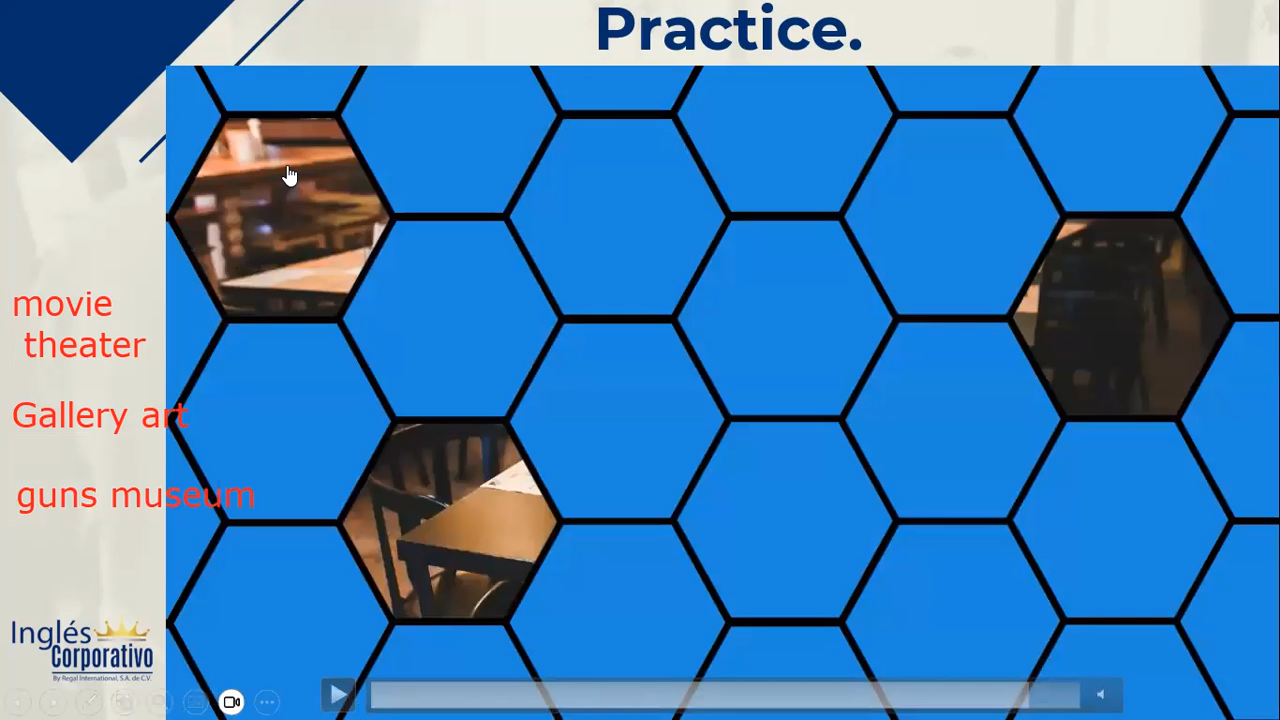 Practice.
movie
theater
Gallery art
guns museum
Inglés
Corporativo
By Regal International, S.A. de C.V.